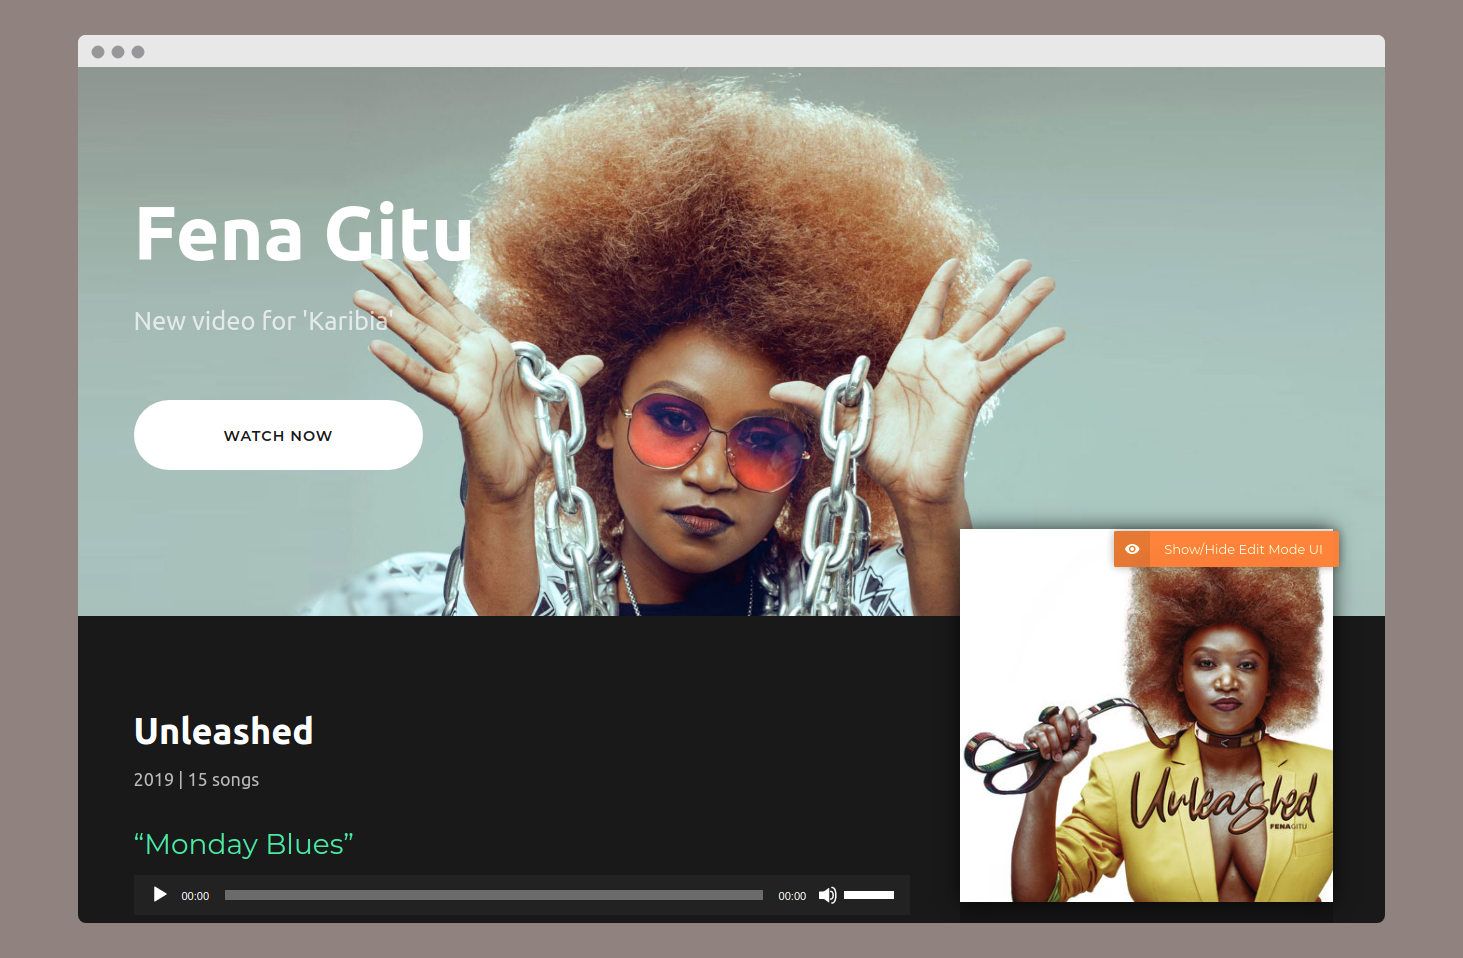 Fena Gitu
New video for 'Karibia'
WATCH NOW
Show/Hide Edit Mode UI
Unleashed
FENAGITU
Unleashed
2019 | 15 songs
“Monday Blues”
00:00
00:00